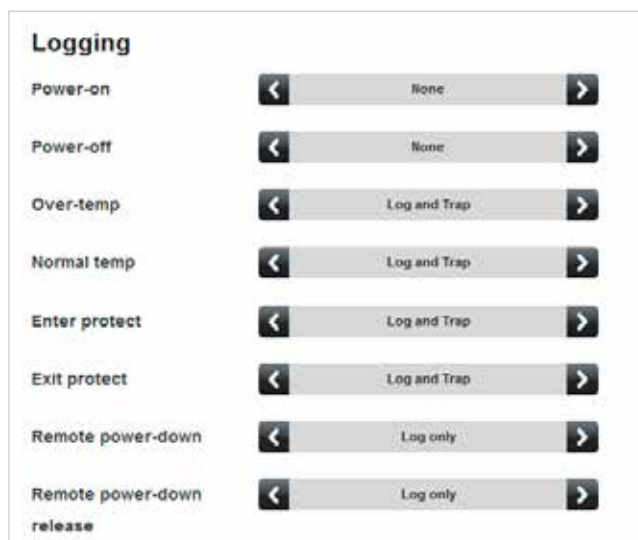 Logging
Power-on None
Power-off None
Over-temp Log and Trap
Normal temp Log and Trap
Enter protect Log and Trap
Exit protect Log and Trap
Remote power-down Log only
Remote power-down Log only
release